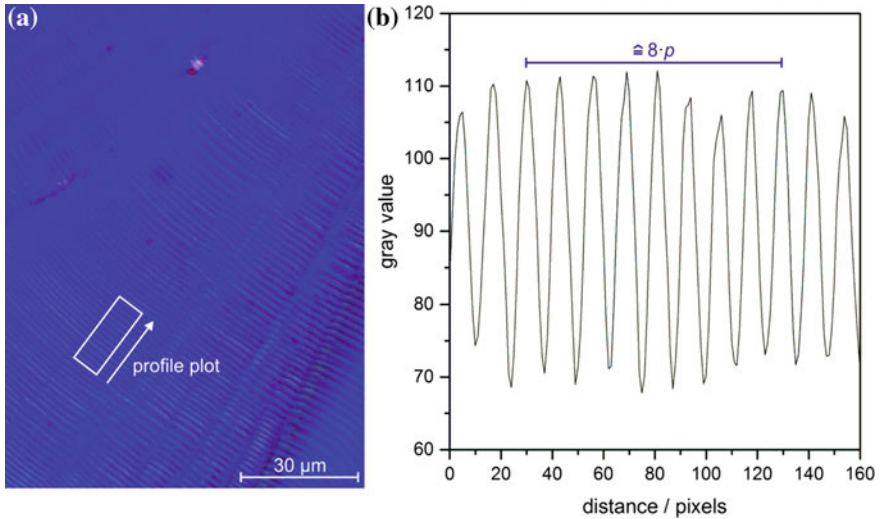 (a)
profile plot
30 µm
(b)
120
110
100
90
80
70
60
gray value
≙8·p
0 20 40 60 80 100 120 140 160
distance / pixels